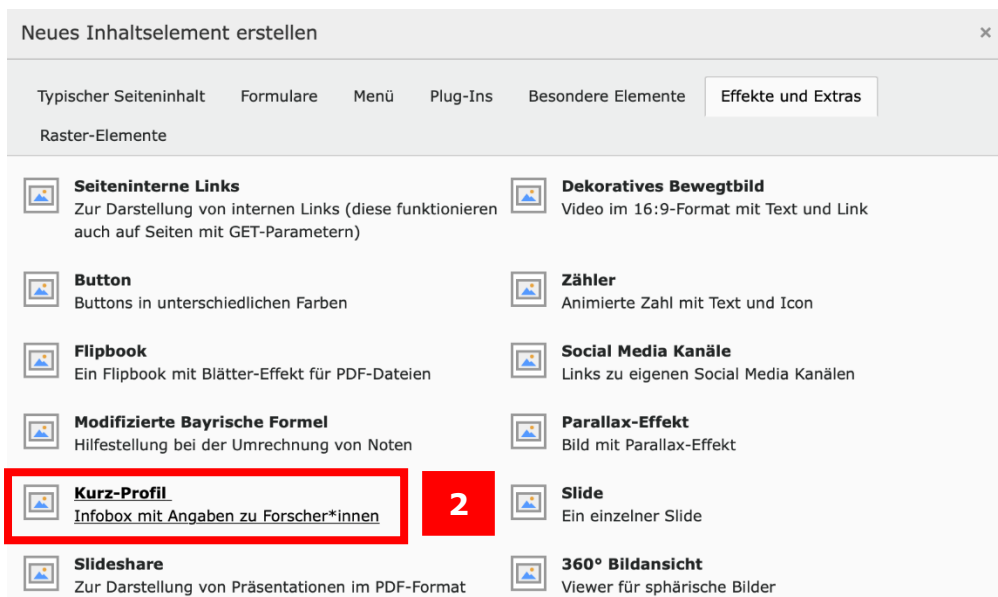 Neues Inhaltselement erstellen
×
Typischer Seiteninhalt Formulare Menü Plug-Ins Besondere Elemente Effekte und Extras
Raster-Elemente
Seiteninterne Links
Zur Darstellung von internen Links (diese funktionieren
auch auf Seiten mit GET-Parametern)
Dekoratives Bewegtbild
Video im 16:9-Format mit Text und Link
Button
Buttons in unterschiedlichen Farben
Zähler
Animierte Zahl mit Text und Icon
Flipbook
Ein Flipbook mit Blätter-Effekt für PDF-Dateien
Social Media Kanäle
Links zu eigenen Social Media Kanälen
Modifizierte Bayrische Formel
Hilfestellung bei der Umrechnung von Noten
Parallax-Effekt
Bild mit Parallax-Effekt
Kurz-Profil
Infobox mit Angaben zu Forscher*innen
2
Slide
Ein einzelner Slide
Slideshare
Zur Darstellung von Präsentationen im PDF-Format
360° Bildansicht
Viewer für sphärische Bilder